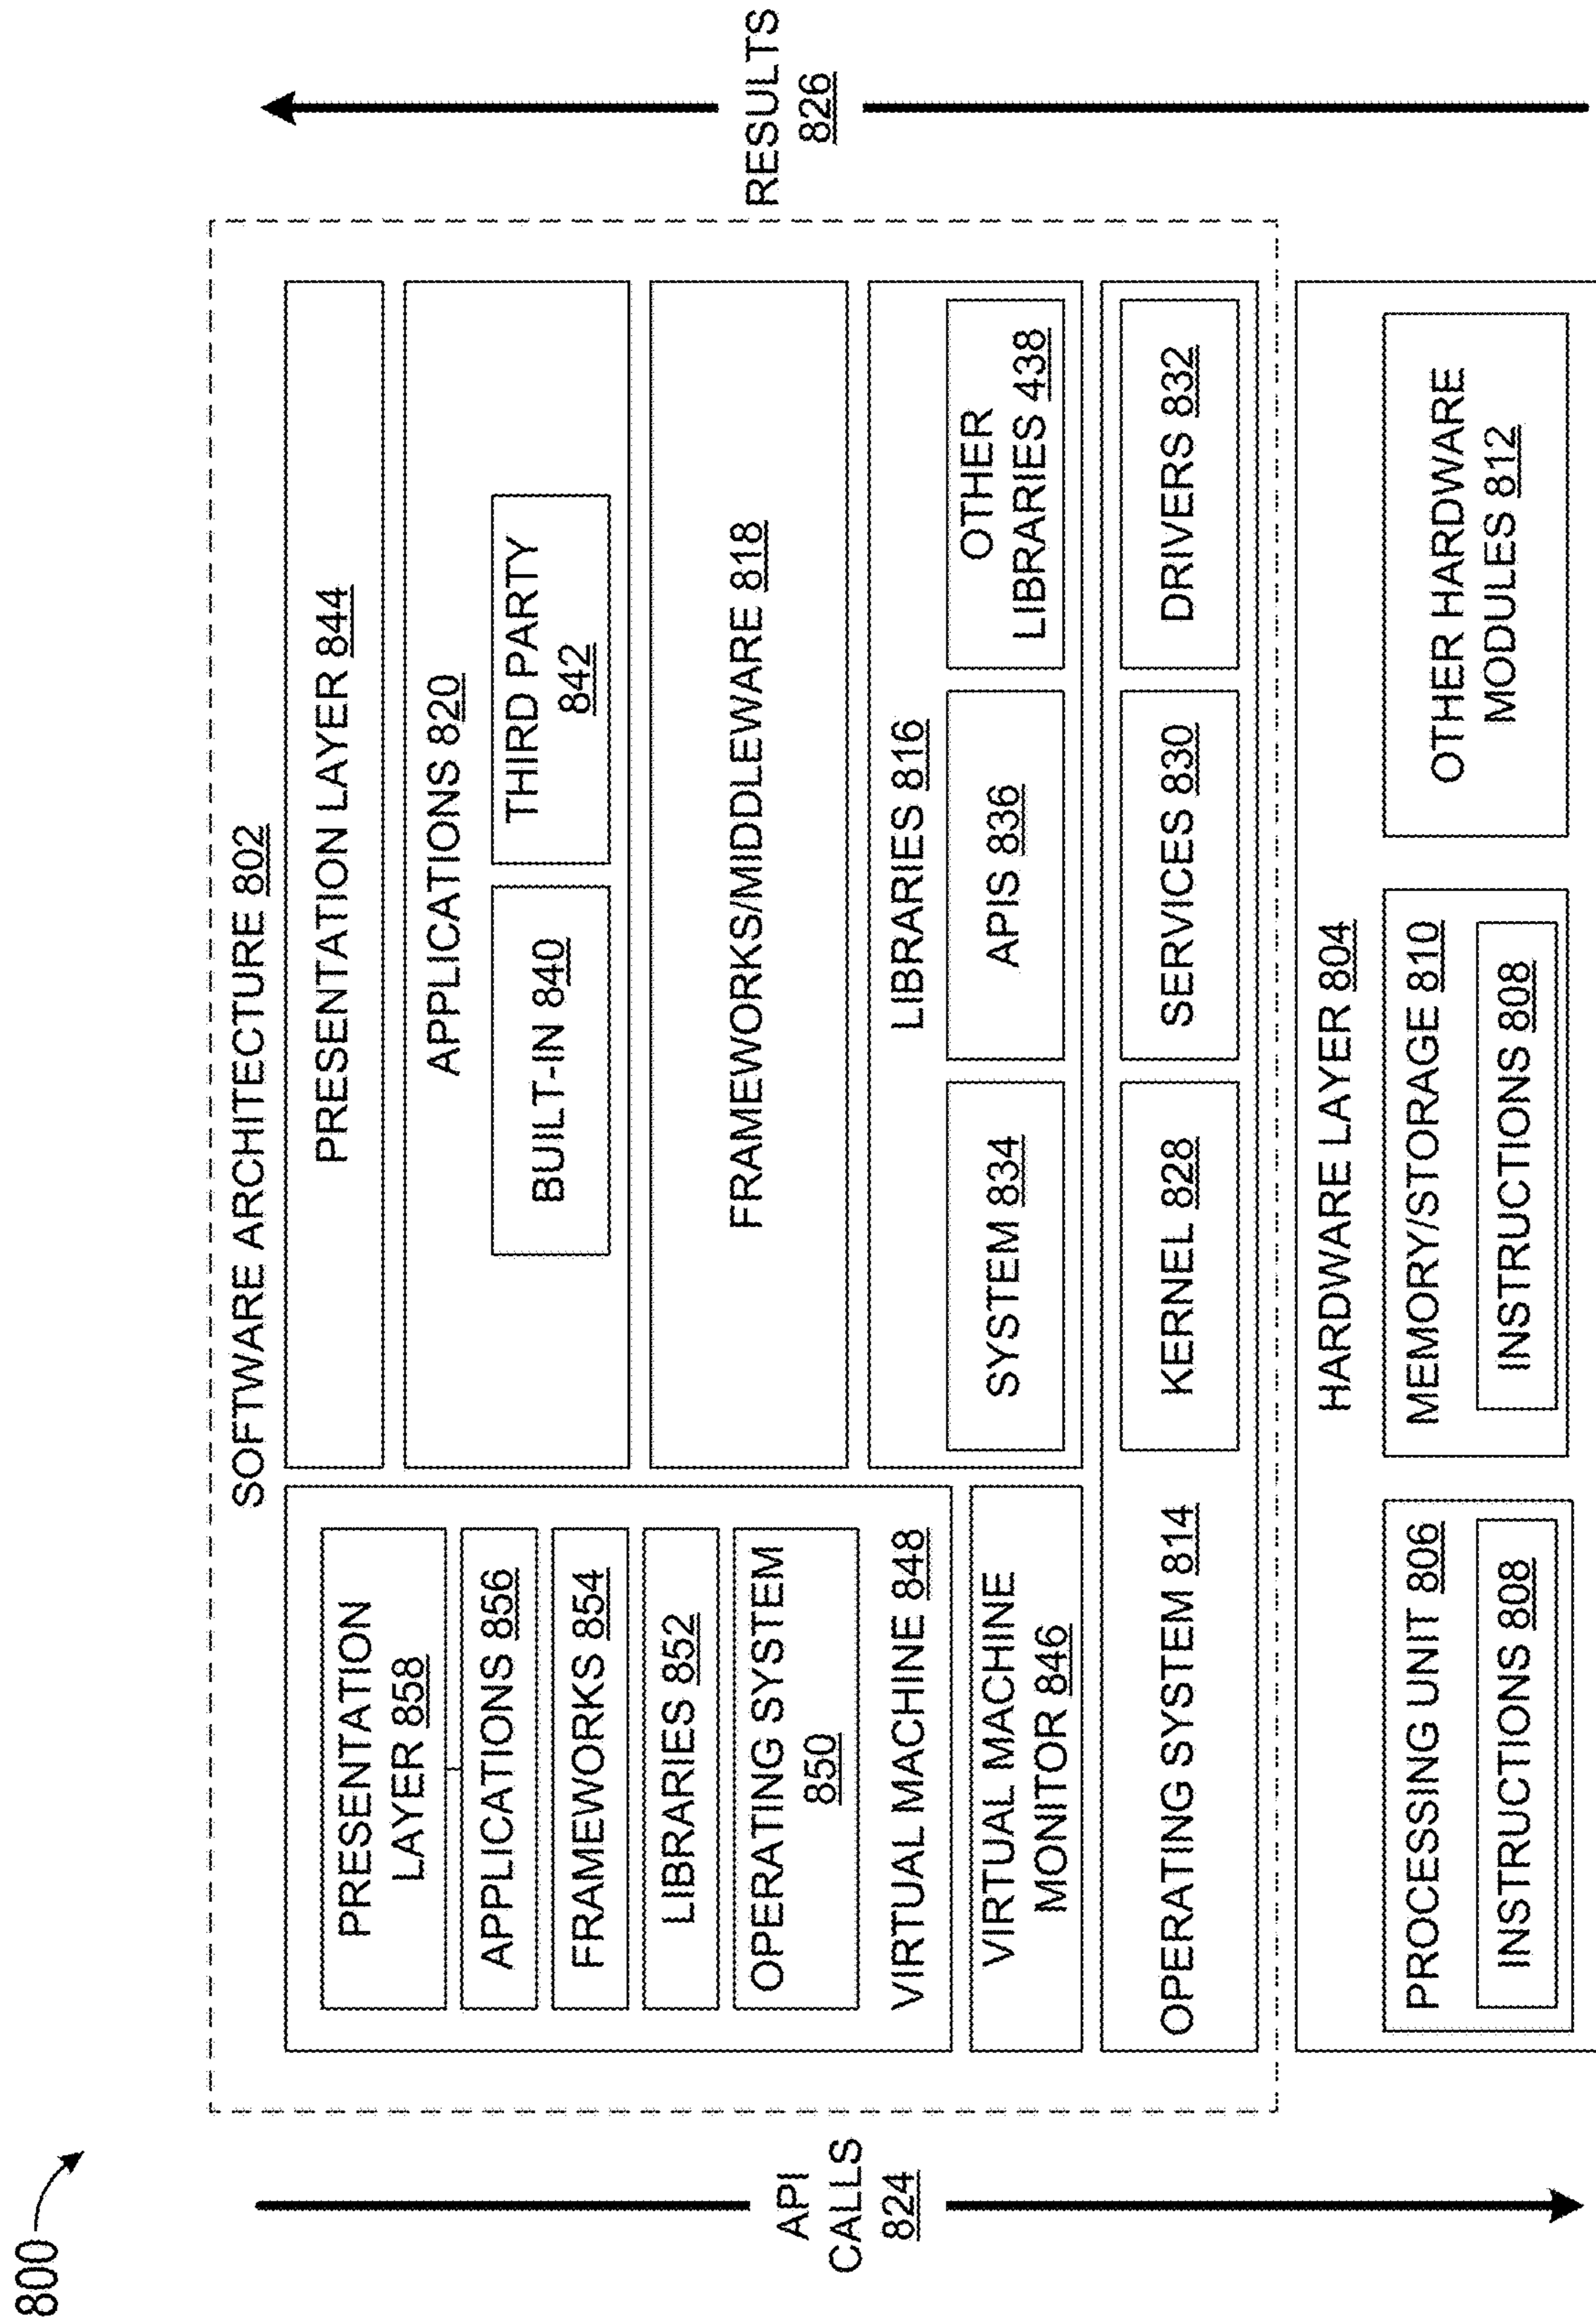 800
SOFTWARE ARCHITECTURE 802
PRESENTATION
LAYER 858
APPLICATIONS 856
FRAMEWORKS 854
LIBRARIES 852
OPERATING SYSTEM
850
VIRTUAL MACHINE 848
VIRTUAL MACHINE
MONITOR 846
PRESENTATION LAYER 844
APPLICATIONS 820
BUILT-IN 840
THIRD PARTY
842
FRAMEWORKS/MIDDLEWARE 818
LIBRARIES 816
SYSTEM 834
APIS 836
OTHER
LIBRARIES 438
OPERATING SYSTEM 814
KERNEL 828
SERVICES 830
DRIVERS 832
HARDWARE LAYER 804
PROCESSING UNIT 806
INSTRUCTIONS 808
MEMORY/STORAGE 810
INSTRUCTIONS 808
OTHER HARDWARE
MODULES 812
API
CALLS
824
RESULTS
826